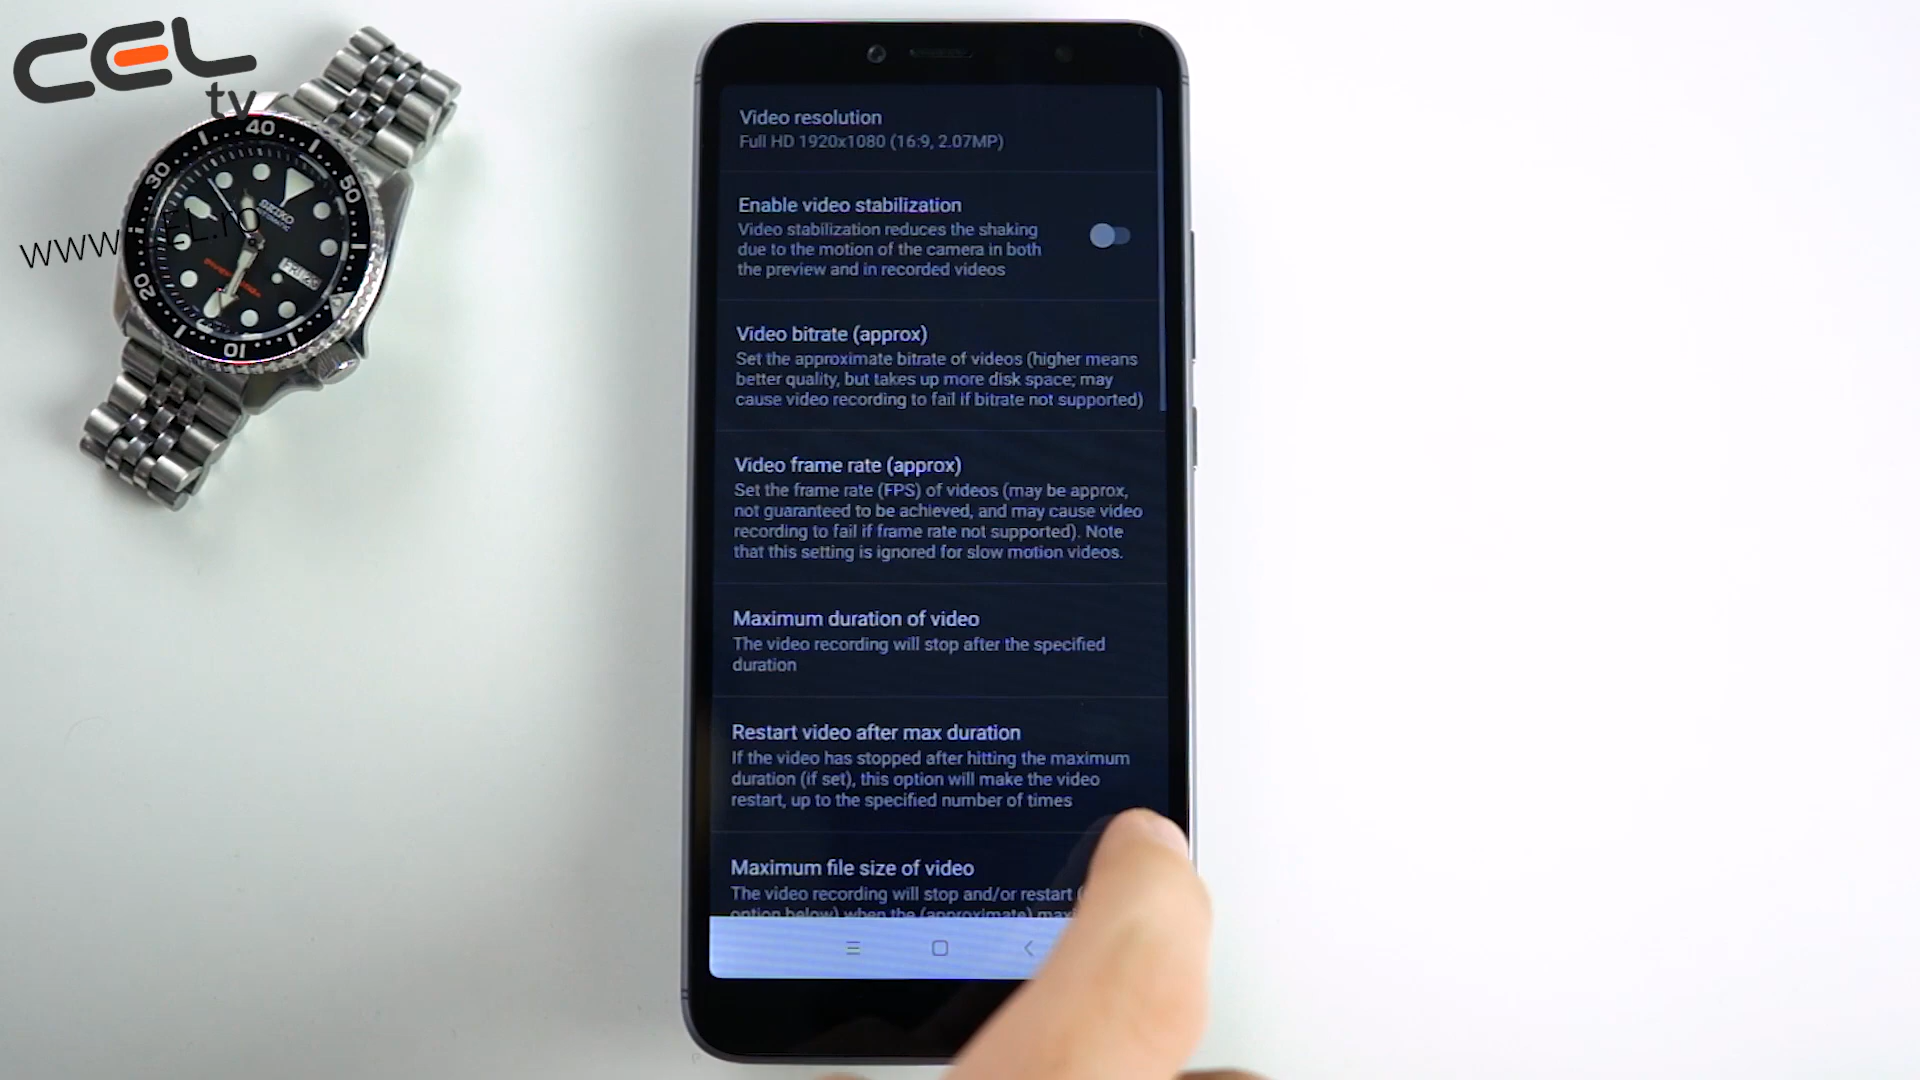 CEL
tv
www.CEL.ro
40
50
30
20
10
SEIKO
AUTOMATIC
Video resolution
Full HD 1920x1080 (16:9, 2.07MP)
Enable video stabilization
Video stabilization reduces the shaking
due to the motion of the camera in both
the preview and in recorded videos
Video bitrate (approx)
Set the approximate bitrate of videos (higher means
better quality, but takes up more disk space; may
cause video recording to fail if bitrate not supported)
Video frame rate (approx)
Set the frame rate (FPS) of videos (may be approx,
not guaranteed to be achieved, and may cause video
recording to fail if frame rate not supported). Note
that this setting is ignored for slow motion videos.
Maximum duration of video
The video recording will stop after the specified
duration
Restart video after max duration
If the video has stopped after hitting the maximum
duration (if set), this option will make the video
restart, up to the specified number of times
Maximum file size of video
The video recording will stop and/or restart
option below) when the (approximate)